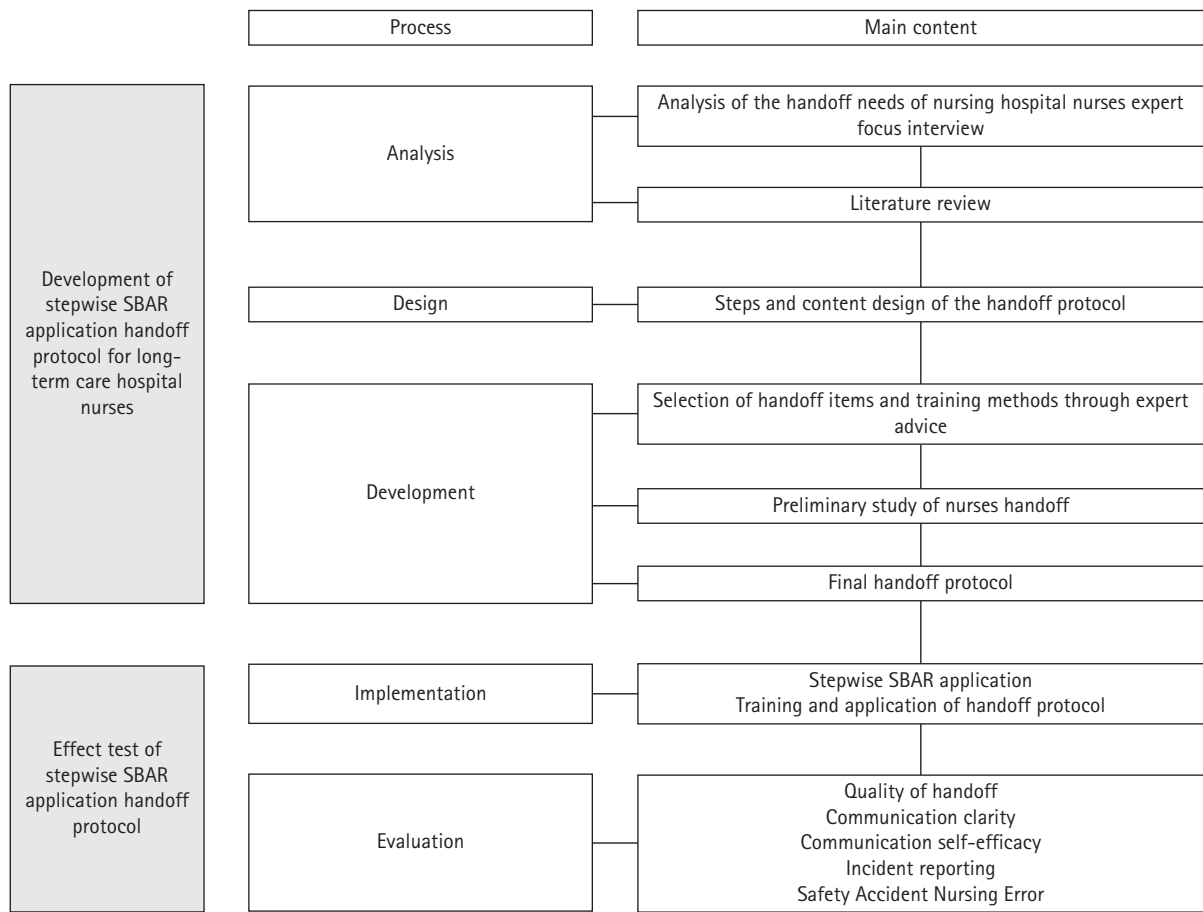 Process
Main content
Development of
stepwise SBAR
application handoff
protocol for long-
term care hospital
nurses
Analysis
Analysis of the handoff needs of nursing hospital nurses expert
focus interview
Literature review
Design
Steps and content design of the handoff protocol
Development
Selection of handoff items and training methods through expert
advice
Preliminary study of nurses handoff
Final handoff protocol
Effect test of
stepwise SBAR
application handoff
protocol
Implementation
Stepwise SBAR application
Training and application of handoff protocol
Evaluation
Quality of handoff
Communication clarity
Communication self-efficacy
Incident reporting
Safety Accident Nursing Error